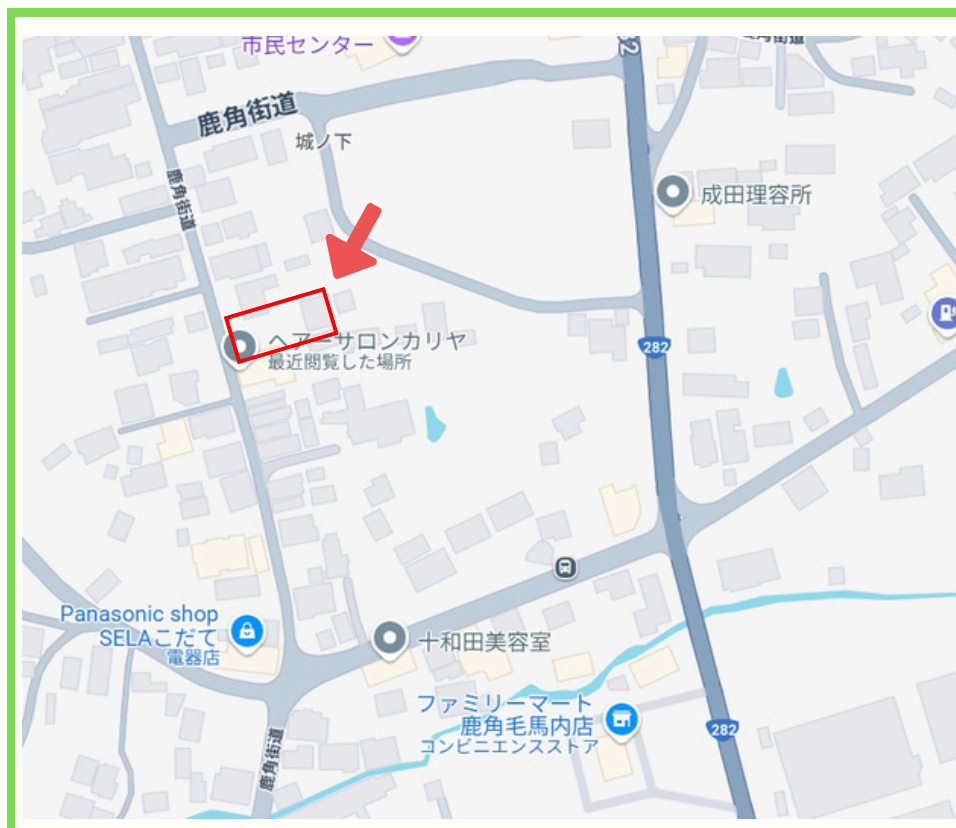 市民センター
鹿角街道
城ノ下
鹿角街道
成田理容所
ヘアーサロンカリヤ
最近閲覧した場所
282
Panasonic shop
SELAこだて
電器店
十和田美容室
ファミリーマート
鹿角毛馬内店
コンビニエンスストア
282
鹿角街道